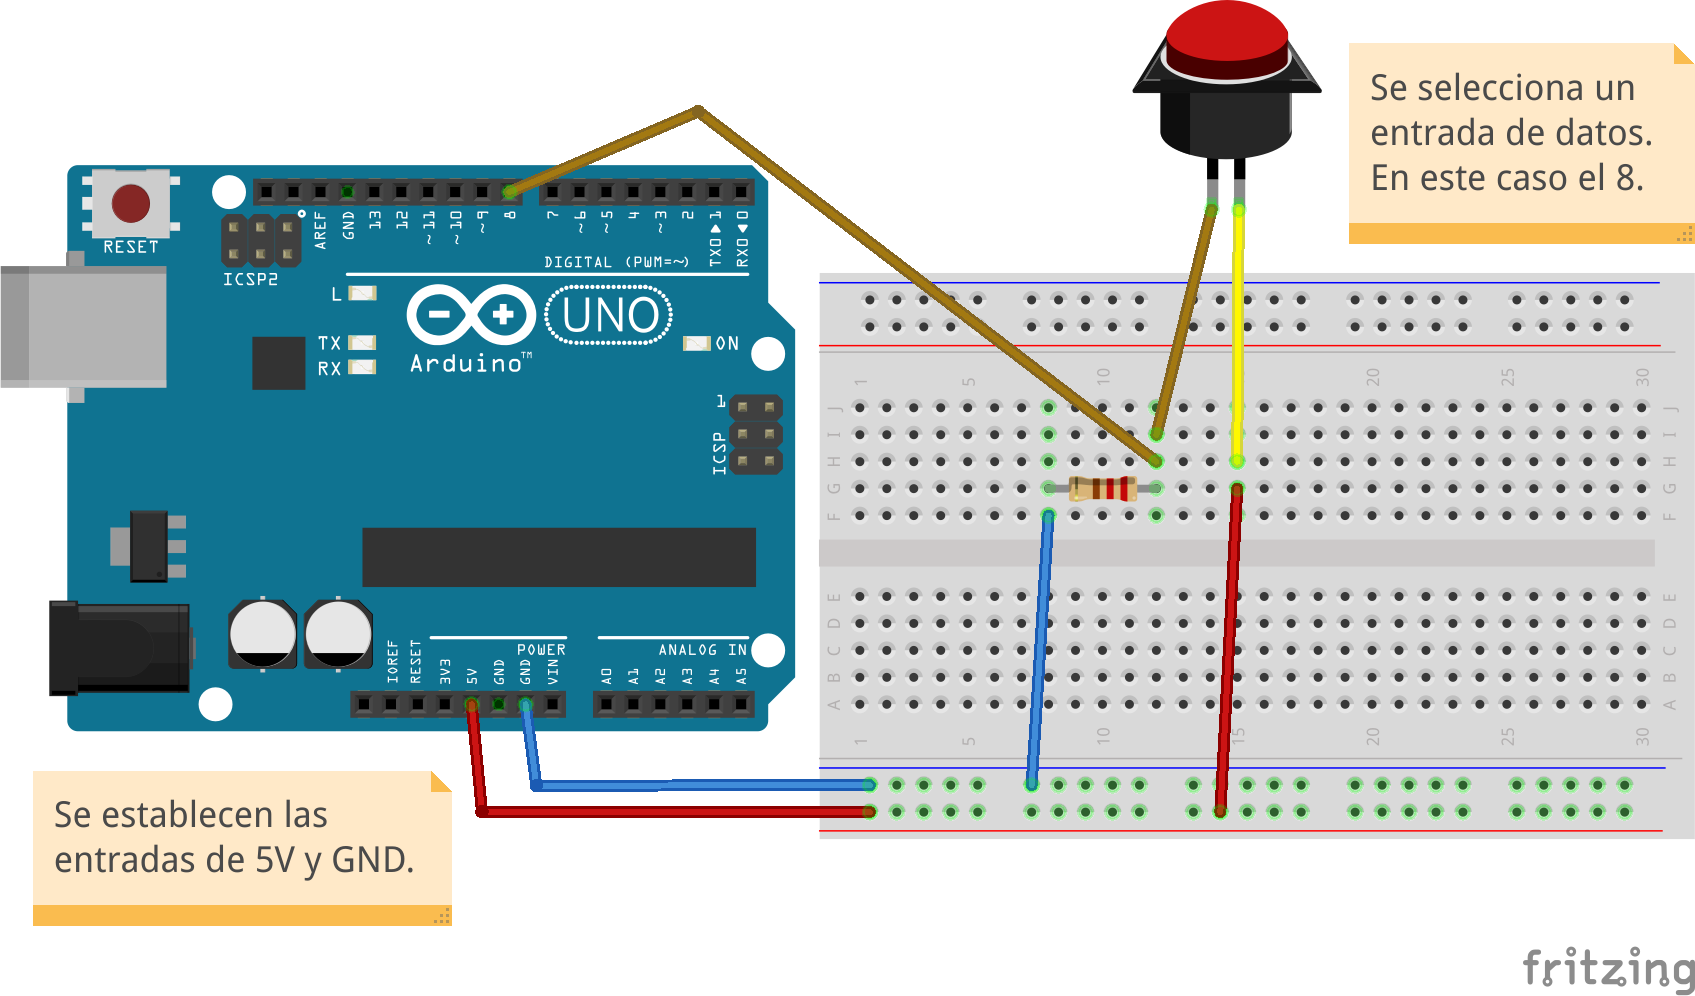 Se selecciona un
entrada de datos.
En este caso el 8.
RESET
ICSP2
AREF
GND
13
12
~11
~10
~9
8
7
~6
~5
4
~3
2
TX0▶1
RX0◀0
DIGITAL (PWM=~)
L
TX
RX
UNO
ON
Arduino™
1
ICSP
1 5 10 20 25 30
J J
I I
H H
G G
F F
E E
D D
C C
B B
A A
1 5 10 15 20 25 30
POWER
ANALOG IN
IOREF
RESET
3V3
5V
GND
GND
VIN
A0
A1
A2
A3
A4
A5
Se establecen las
entradas de 5V y GND.
fritzing